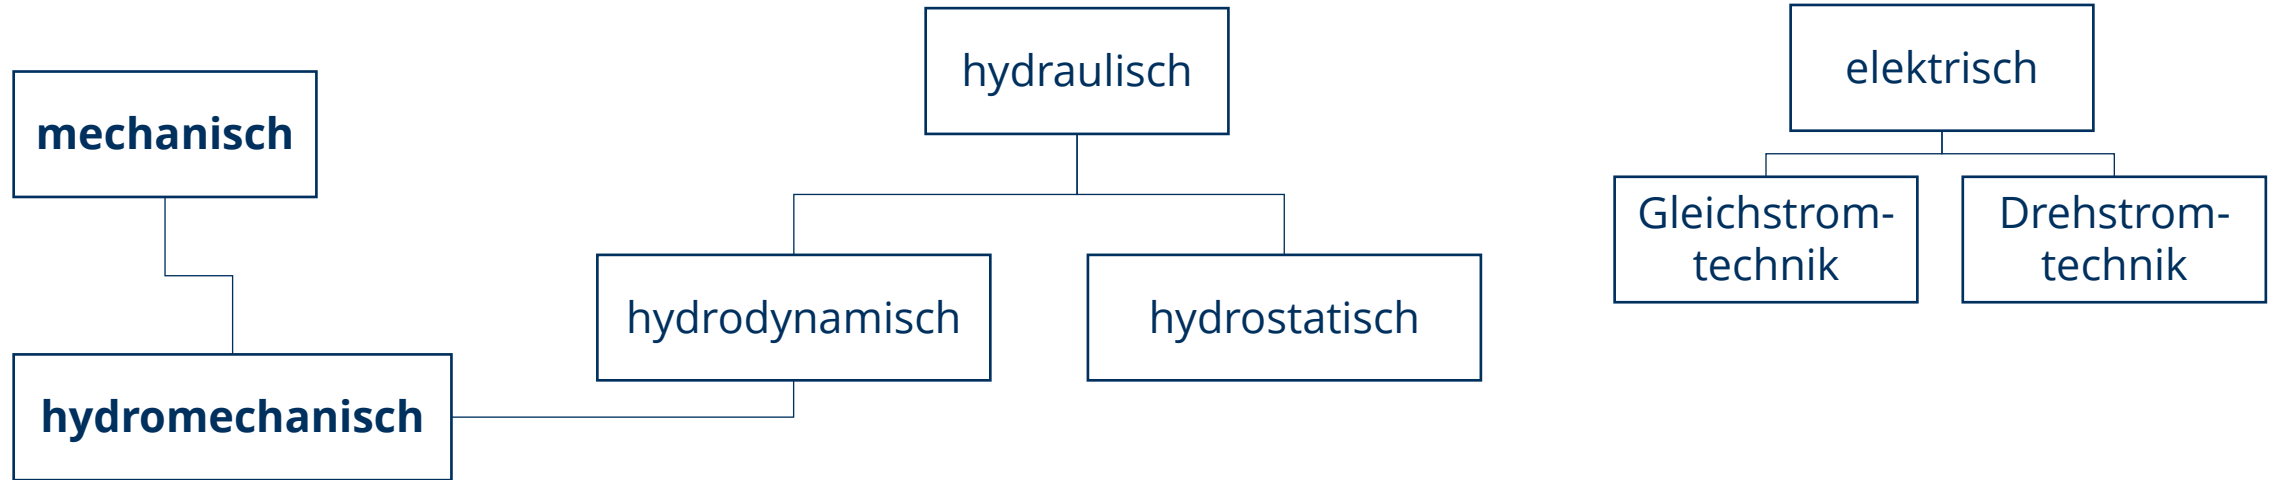 mechanisch
hydromechanisch
hydraulisch
hydrodynamisch
hydrostatisch
elektrisch
Gleichstrom-
technik
Drehstrom-
technik